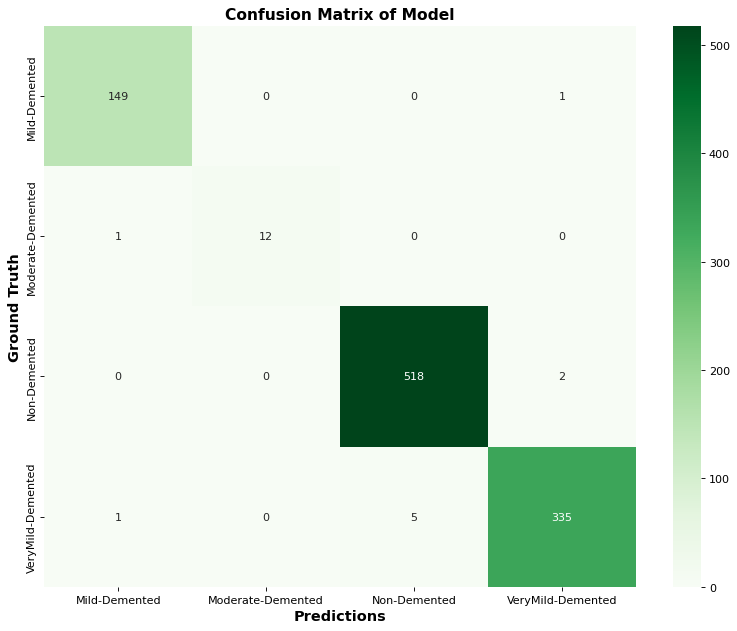 Confusion Matrix of Model
Ground Truth
Mild-Demented
149 0 0 1
Moderate-Demented
1 12 0 0
Non-Demented
0 0 518 2
VeryMild-Demented
1 0 5 335
Mild-Demented Moderate-Demented Non-Demented VeryMild-Demented
Predictions
500
400
300
200
100
0